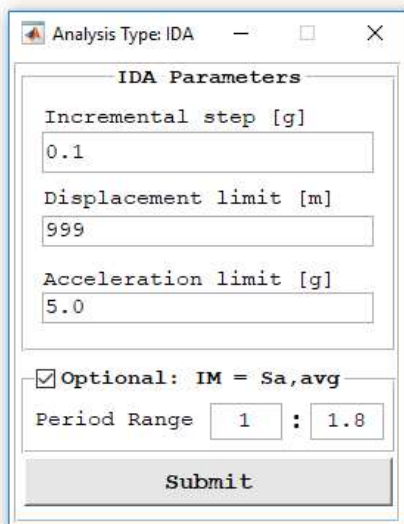 Analysis Type: IDA
IDA Parameters
Incremental step [g]
0.1
Displacement limit [m]
999
Acceleration limit [g]
5.0
Optional: IM = Sa,avg
Period Range 1 : 1.8
Submit